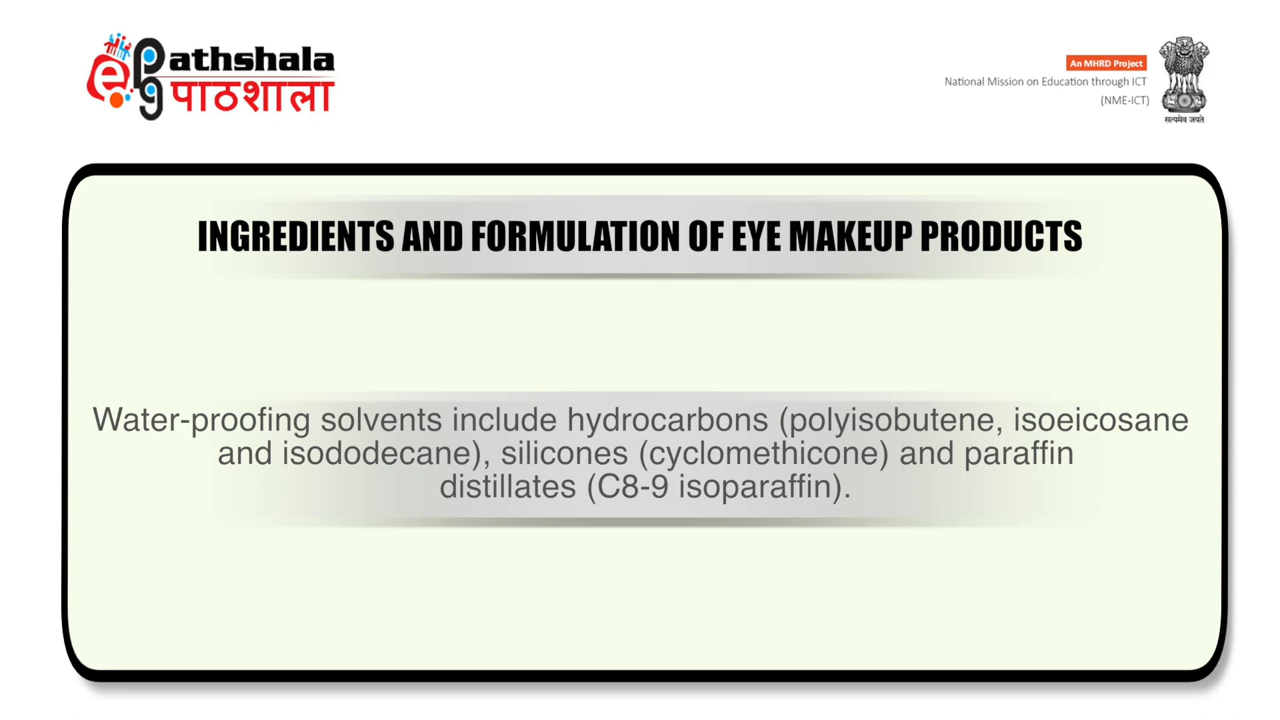 e pg athshala
पाठशाला
An MHRD Project
National Mission on Education through ICT
(NME-ICT)
सत्यमेव जयते
INGREDIENTS AND FORMULATION OF EYE MAKEUP PRODUCTS
Water-proofing solvents include hydrocarbons (polyisobutene, isoeicosane
and isododecane), silicones (cyclomethicone) and paraffin
distillates (C8-9 isoparaffin).